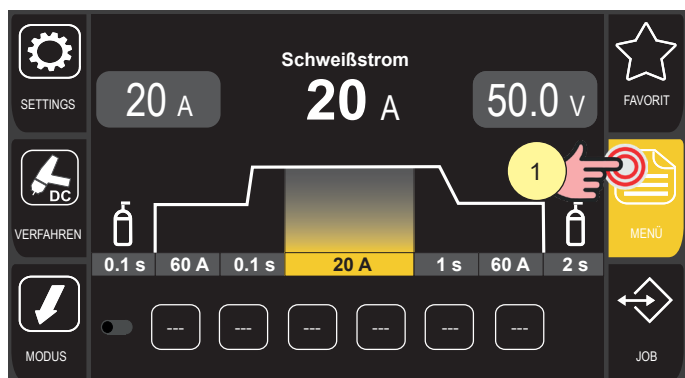 SETTINGS
VERFAHREN
DC
MODUS
Schweißstrom
20 A
20 A
50.0 V
0.1 s 60 A 0.1 s 20 A 1 s 60 A 2 s
--- --- --- --- --- ---
1
FAVORIT
MENÜ
JOB